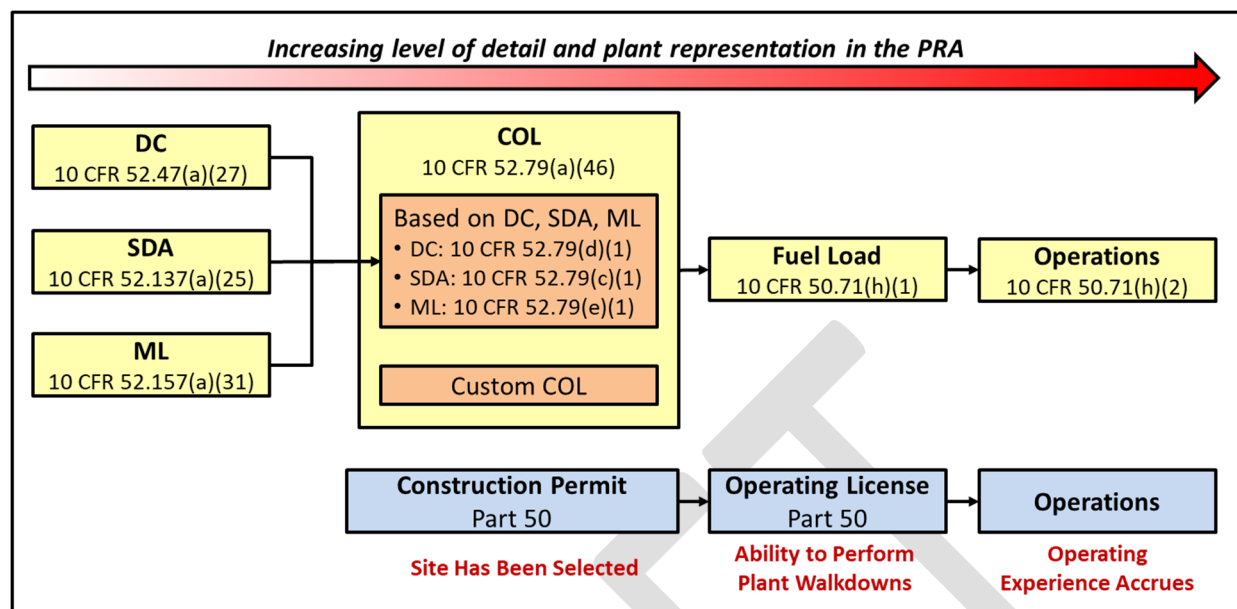 Increasing level of detail and plant representation in the PRA
DC
10 CFR 52.47(a)(27)
SDA
10 CFR 52.137(a)(25)
ML
10 CFR 52.157(a)(31)
COL
10 CFR 52.79(a)(46)
Based on DC, SDA, ML
• DC: 10 CFR 52.79(d)(1)
• SDA: 10 CFR 52.79(c)(1)
• ML: 10 CFR 52.79(e)(1)
Custom COL
Fuel Load
10 CFR 50.71(h)(1)
Operations
10 CFR 50.71(h)(2)
Construction Permit
Part 50
Operating License
Part 50
Operations
Site Has Been Selected
Ability to Perform
Plant Walkdowns
Operating
Experience Accrues